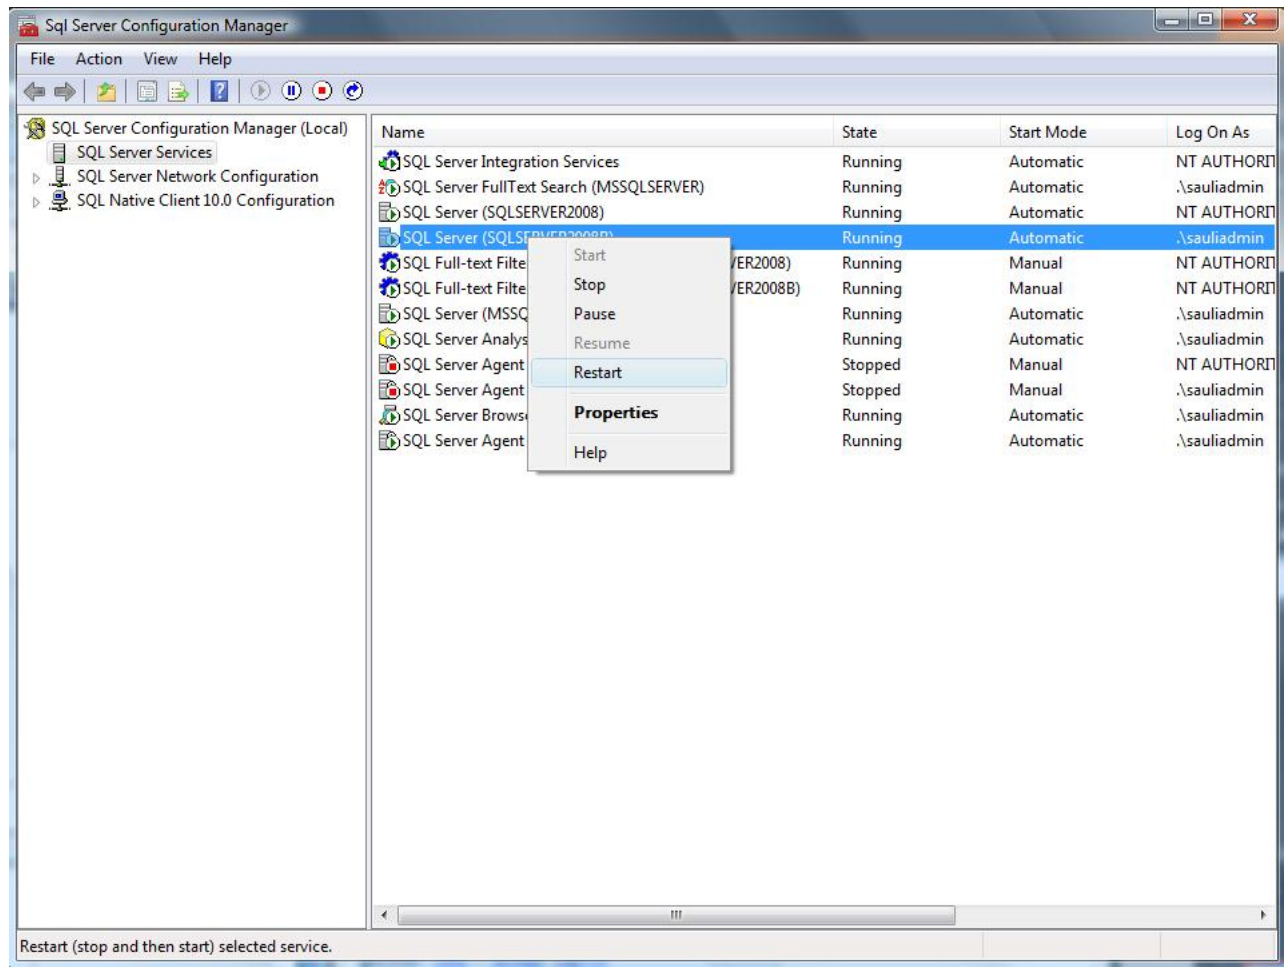 Sql Server Configuration Manager
File Action View Help
SQL Server Configuration Manager (Local)
SQL Server Services
SQL Server Network Configuration
SQL Native Client 10.0 Configuration
Name State Start Mode Log On As
SQL Server Integration Services Running Automatic NT AUTHORIT
SQL Server FullText Search (MSSQLSERVER) Running Automatic .\sauliadmin
SQL Server (SQLSERVER2008) Running Automatic NT AUTHORIT
SQL Server (SQLSERVER2008B) Running Automatic .\sauliadmin
SQL Full-text Filte VER2008) Running Manual NT AUTHORIT
SQL Full-text Filte VER2008B) Running Manual NT AUTHORIT
SQL Server (MSSQ Running Automatic .\sauliadmin
SQL Server Analys Running Automatic .\sauliadmin
SQL Server Agent Stopped Manual NT AUTHORIT
SQL Server Agent Stopped Manual .\sauliadmin
SQL Server Browse Running Automatic .\sauliadmin
SQL Server Agent Running Automatic .\sauliadmin
Start
Stop
Pause
Resume
Restart
Properties
Help
Restart (stop and then start) selected service.